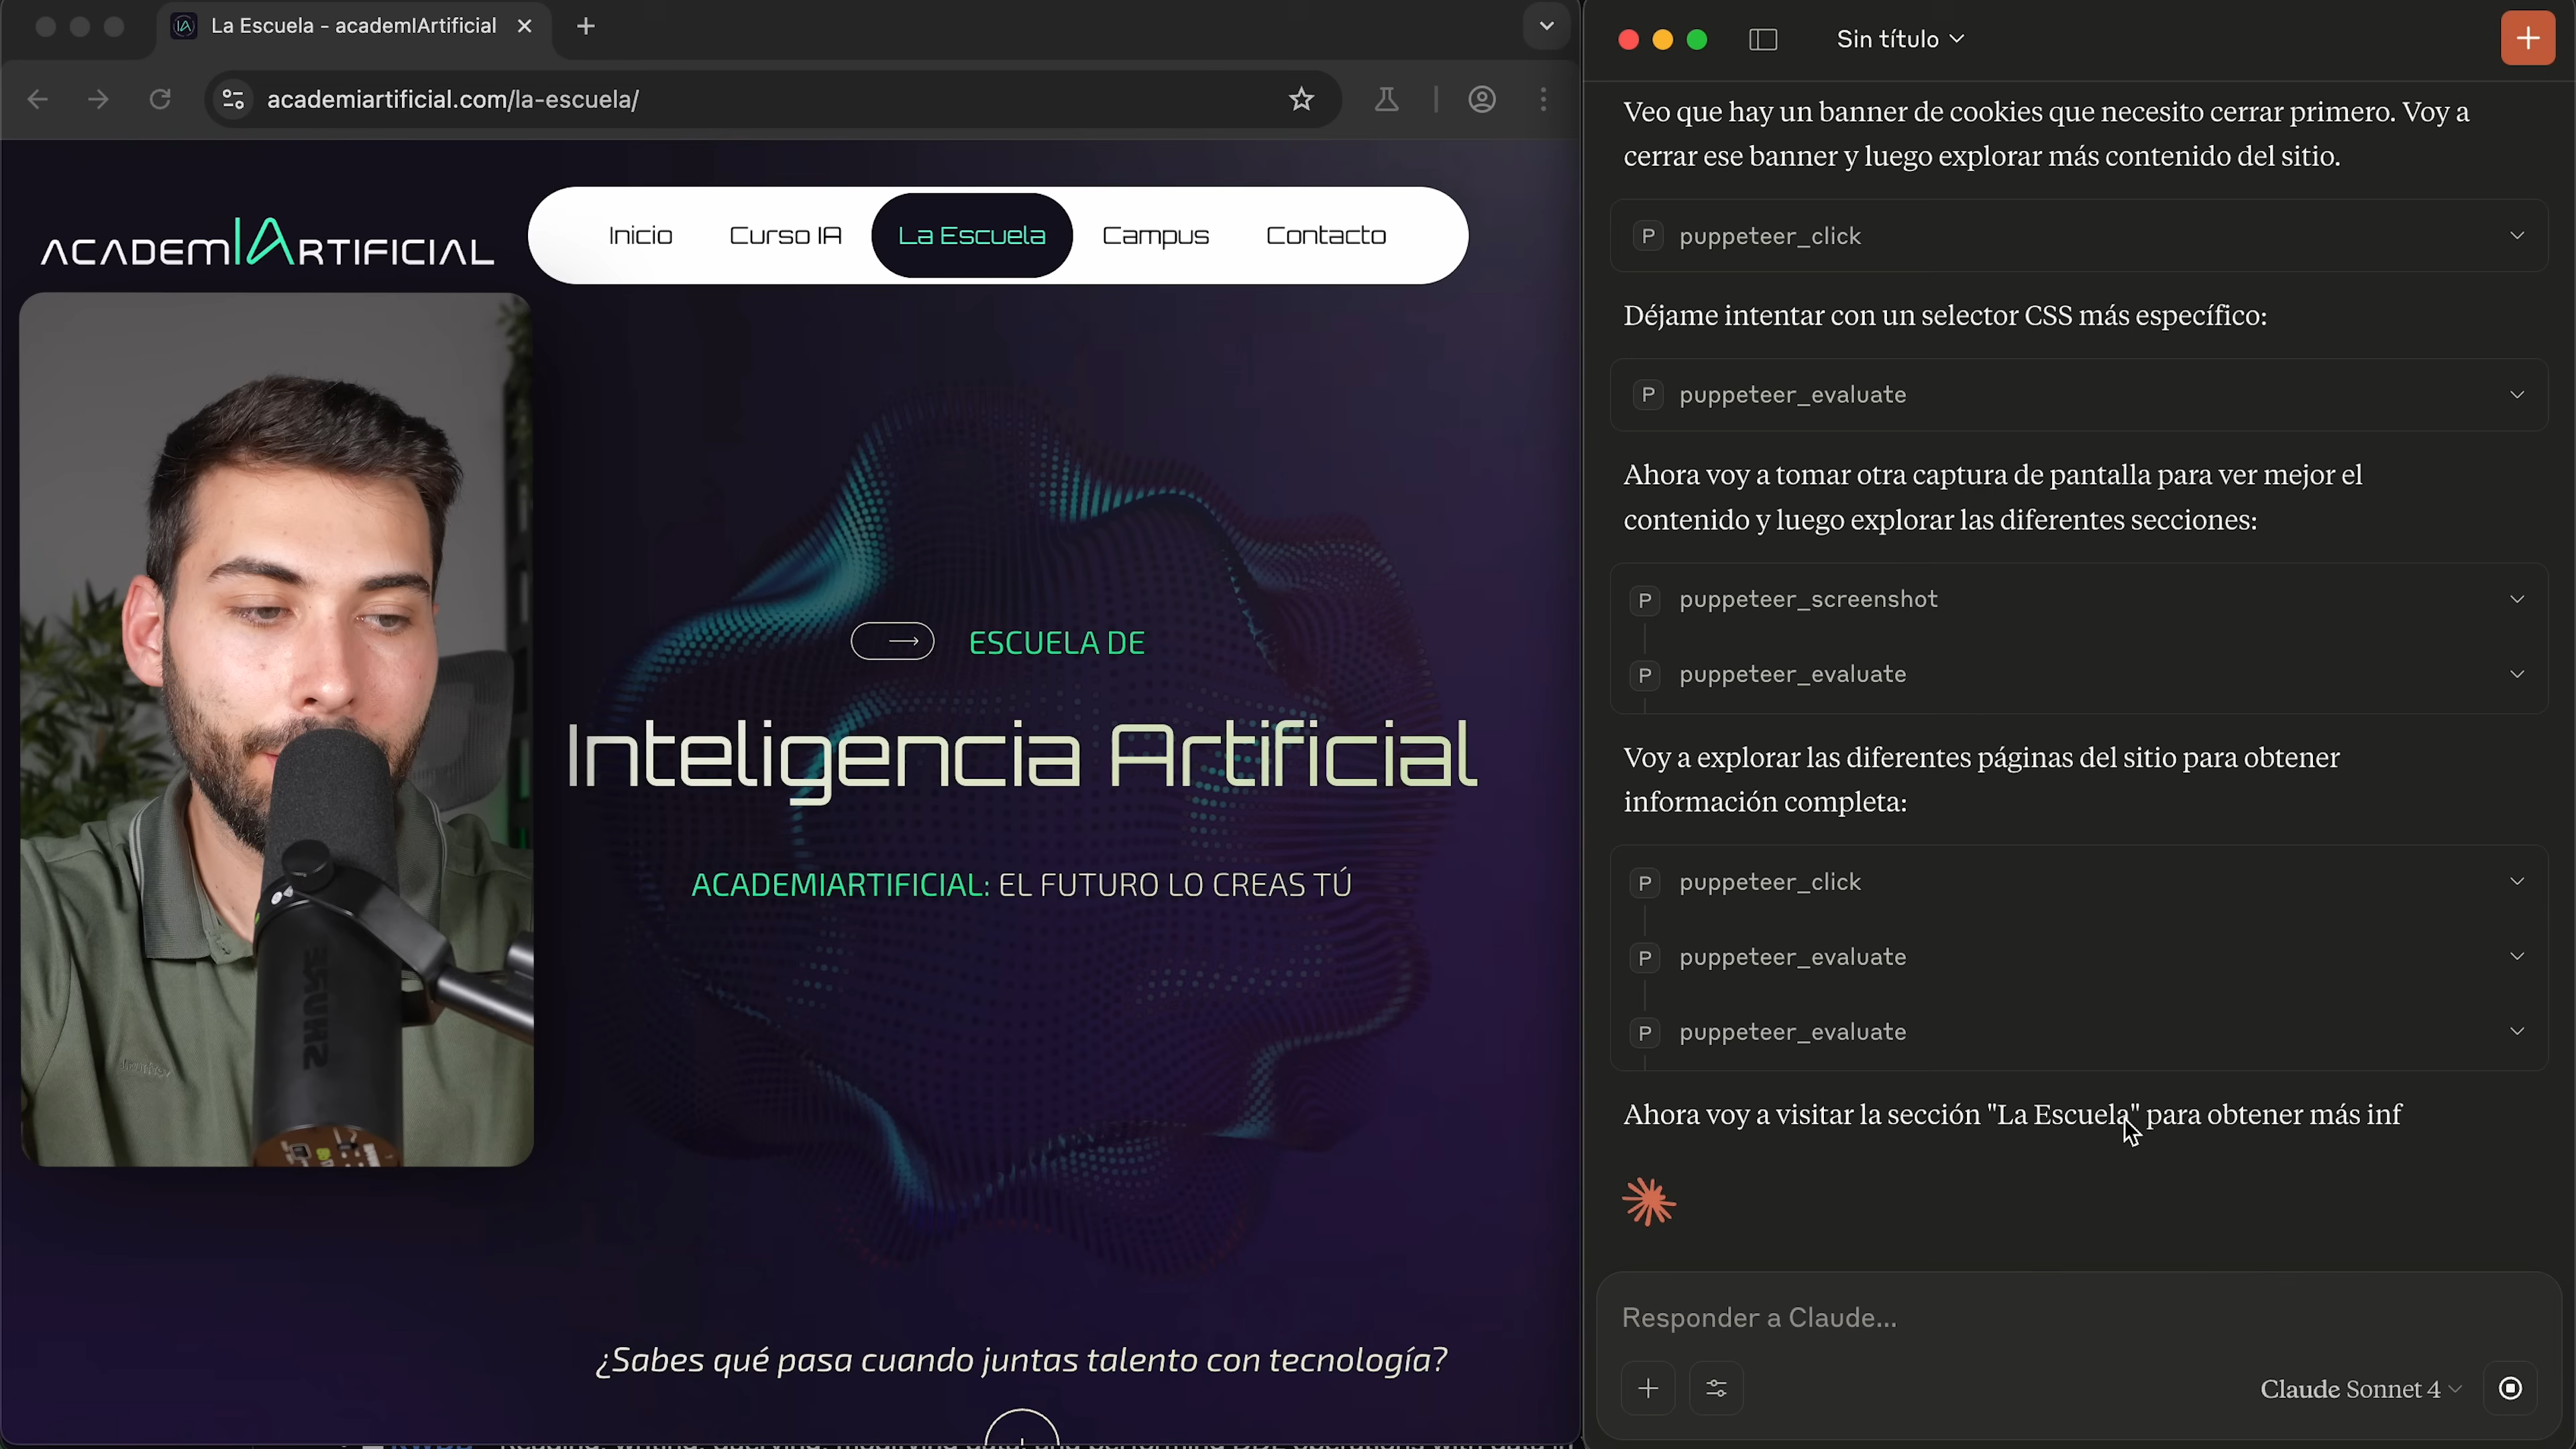 La Escuela - academIArtificial
academiartificial.com/la-escuela/
ACADEMIARTIFICIAL
Inicio
Curso IA
La Escuela
Campus
Contacto
SHURE
ESCUELA DE
Inteligencia Artificial
ACADEMIARTIFICIAL: EL FUTURO LO CREAS TÚ
¿Sabes qué pasa cuando juntas talento con tecnología?
Sin título
Veo que hay un banner de cookies que necesito cerrar primero. Voy a
cerrar ese banner y luego explorar más contenido del sitio.
P puppeteer_click
Déjame intentar con un selector CSS más específico:
P puppeteer_evaluate
Ahora voy a tomar otra captura de pantalla para ver mejor el
contenido y luego explorar las diferentes secciones:
P puppeteer_screenshot
P puppeteer_evaluate
Voy a explorar las diferentes páginas del sitio para obtener
información completa:
P puppeteer_click
P puppeteer_evaluate
P puppeteer_evaluate
Ahora voy a visitar la sección "La Escuela" para obtener más inf
Responder a Claude...
Claude Sonnet 4